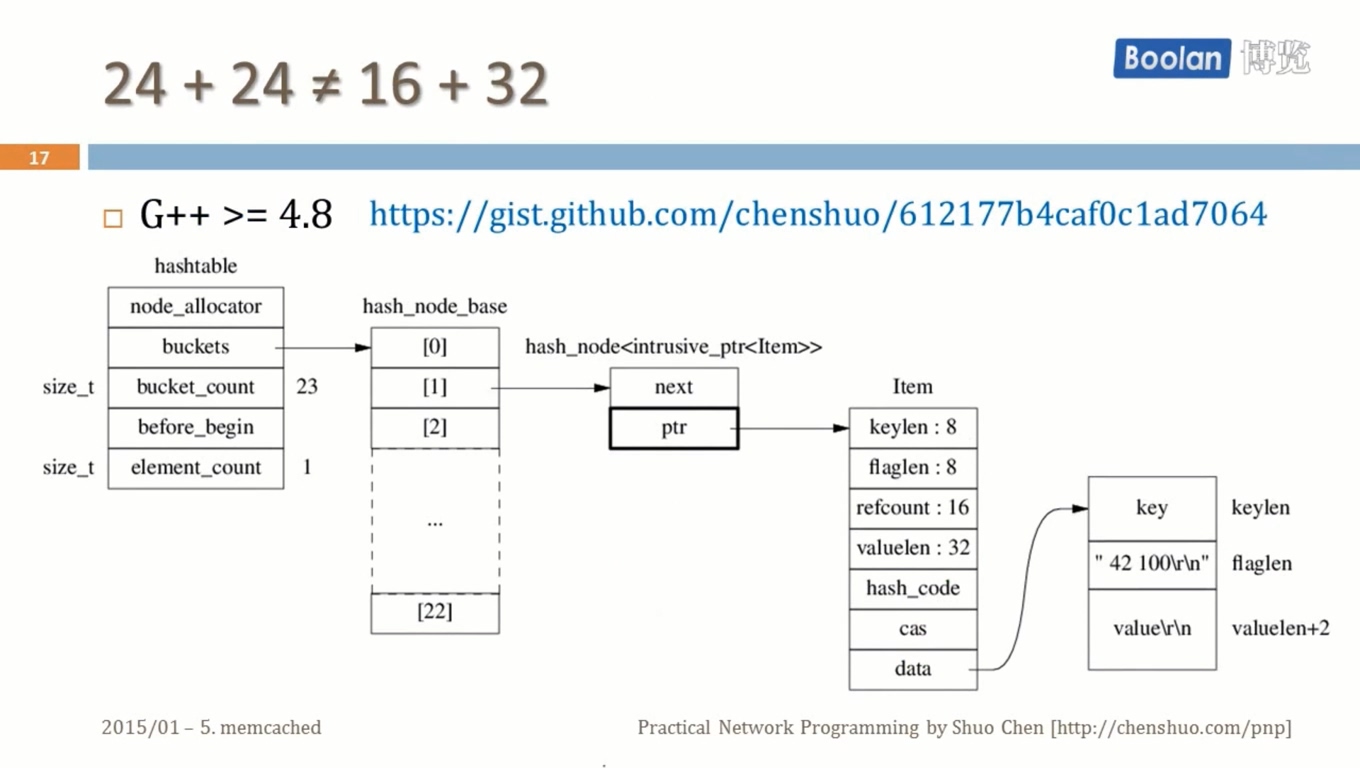 Boolan 博览
24 + 24 ≠ 16 + 32
17
G++ >= 4.8 https://gist.github.com/chenshuo/612177b4caf0c1ad7064
hashtable
node_allocator
buckets
size_t bucket_count 23
before_begin
size_t element_count 1
hash_node_base
[0]
[1]
[2]
...
[22]
hash_node<intrusive_ptr<Item>>
next
ptr
Item
keylen : 8
flaglen : 8
refcount : 16
valuelen : 32
hash_code
cas
data
key keylen
" 42 100\r\n" flaglen
value\r\n valuelen+2
2015/01 – 5. memcached
Practical Network Programming by Shuo Chen [http://chenshuo.com/pnp]